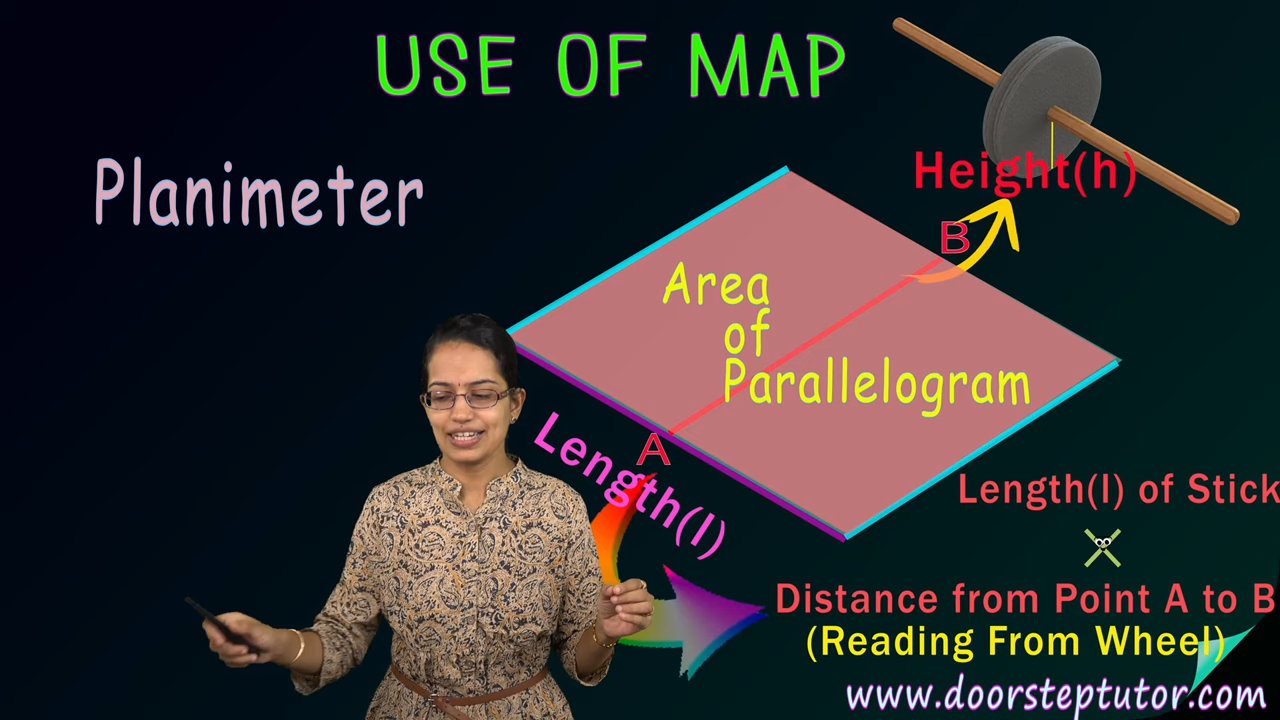 USE OF MAP
Planimeter
Height(h)
B
Area
of
Parallelogram
A
Length(l)
Length(l) of Stick
Distance from Point A to B
(Reading From Wheel)
www.doorsteptutor.com